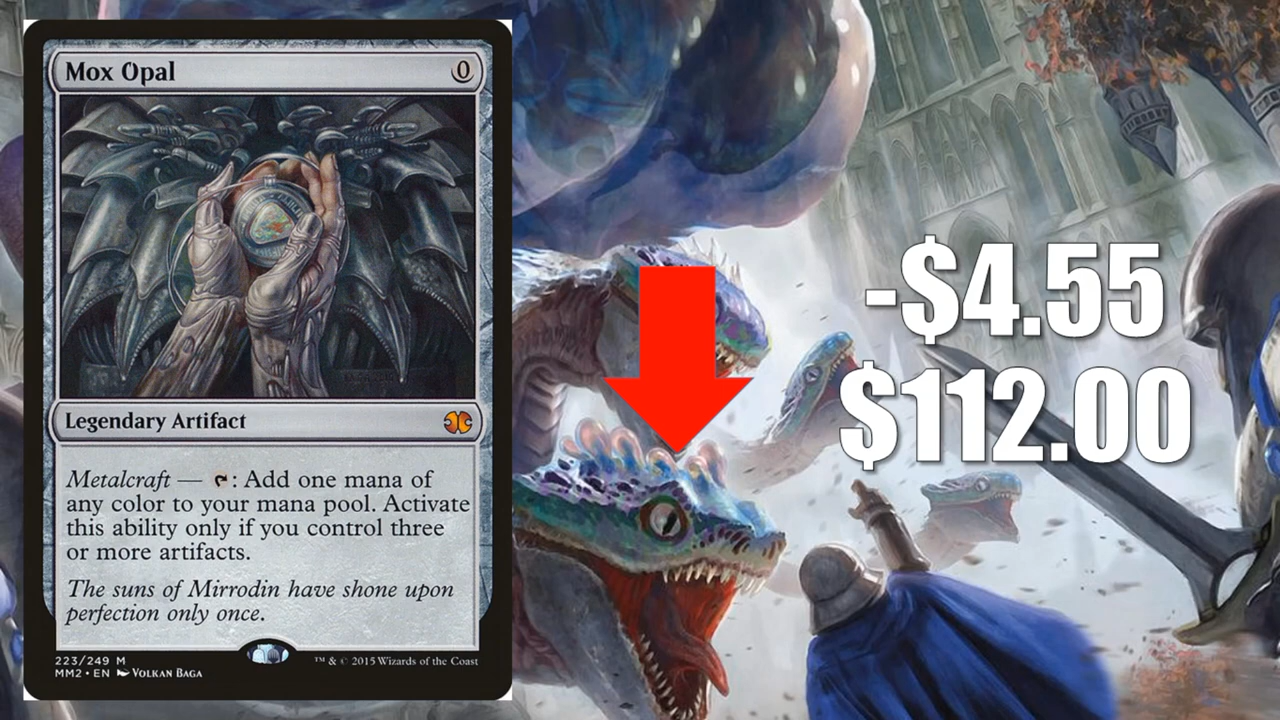 Mox Opal 0
Legendary Artifact
Metalcraft — : Add one mana of
any color to your mana pool. Activate
this ability only if you control three
or more artifacts.
The suns of Mirrodin have shone upon
perfection only once.
223/249 M
MM2 • EN VOLKAN BAGA
™ & © 2015 Wizards of the Coast
-$4.55
$112.00